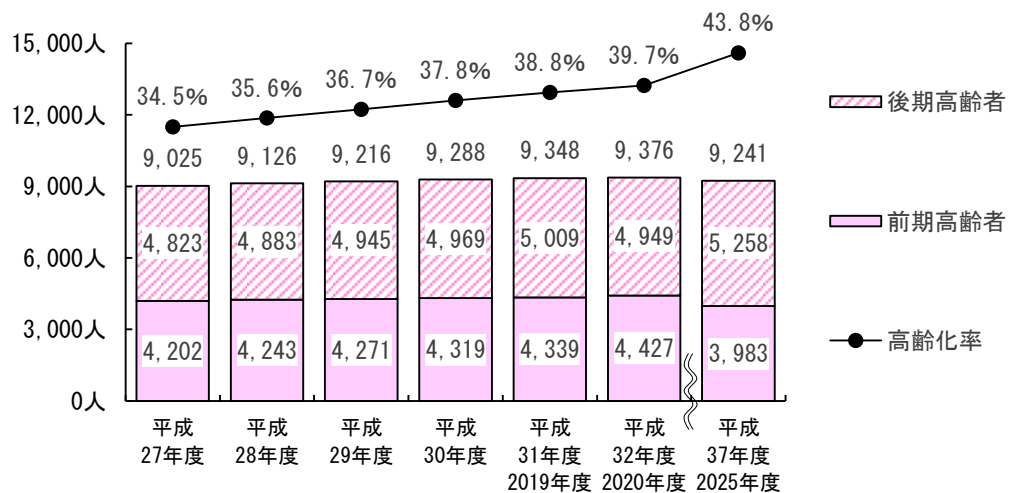 43.8%
15,000人
34.5% 35.6% 36.7% 37.8% 38.8% 39.7%
12,000人
後期高齢者
9,025 9,126 9,216 9,288 9,348 9,376 9,241
9,000人
4,823 4,883 4,945 4,969 5,009 4,949 5,258
前期高齢者
6,000人
3,000人
4,202 4,243 4,271 4,319 4,339 4,427 3,983
高齢化率
0人
平成 平成 平成 平成 平成 平成 平成
27年度 28年度 29年度 30年度 31年度 32年度 37年度
2019年度 2020年度 2025年度